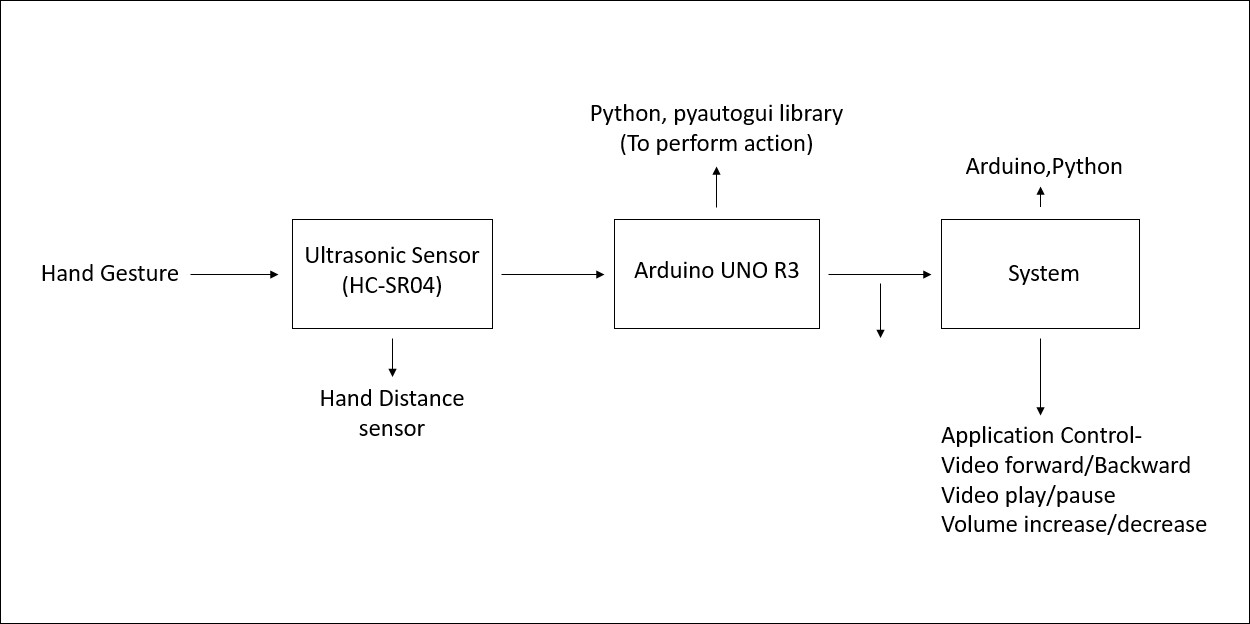 Python, pyautogui library
(To perform action)
Arduino,Python
Hand Gesture
Ultrasonic Sensor
(HC-SR04)
Arduino UNO R3
System
Hand Distance
sensor
Application Control-
Video forward/Backward
Video play/pause
Volume increase/decrease